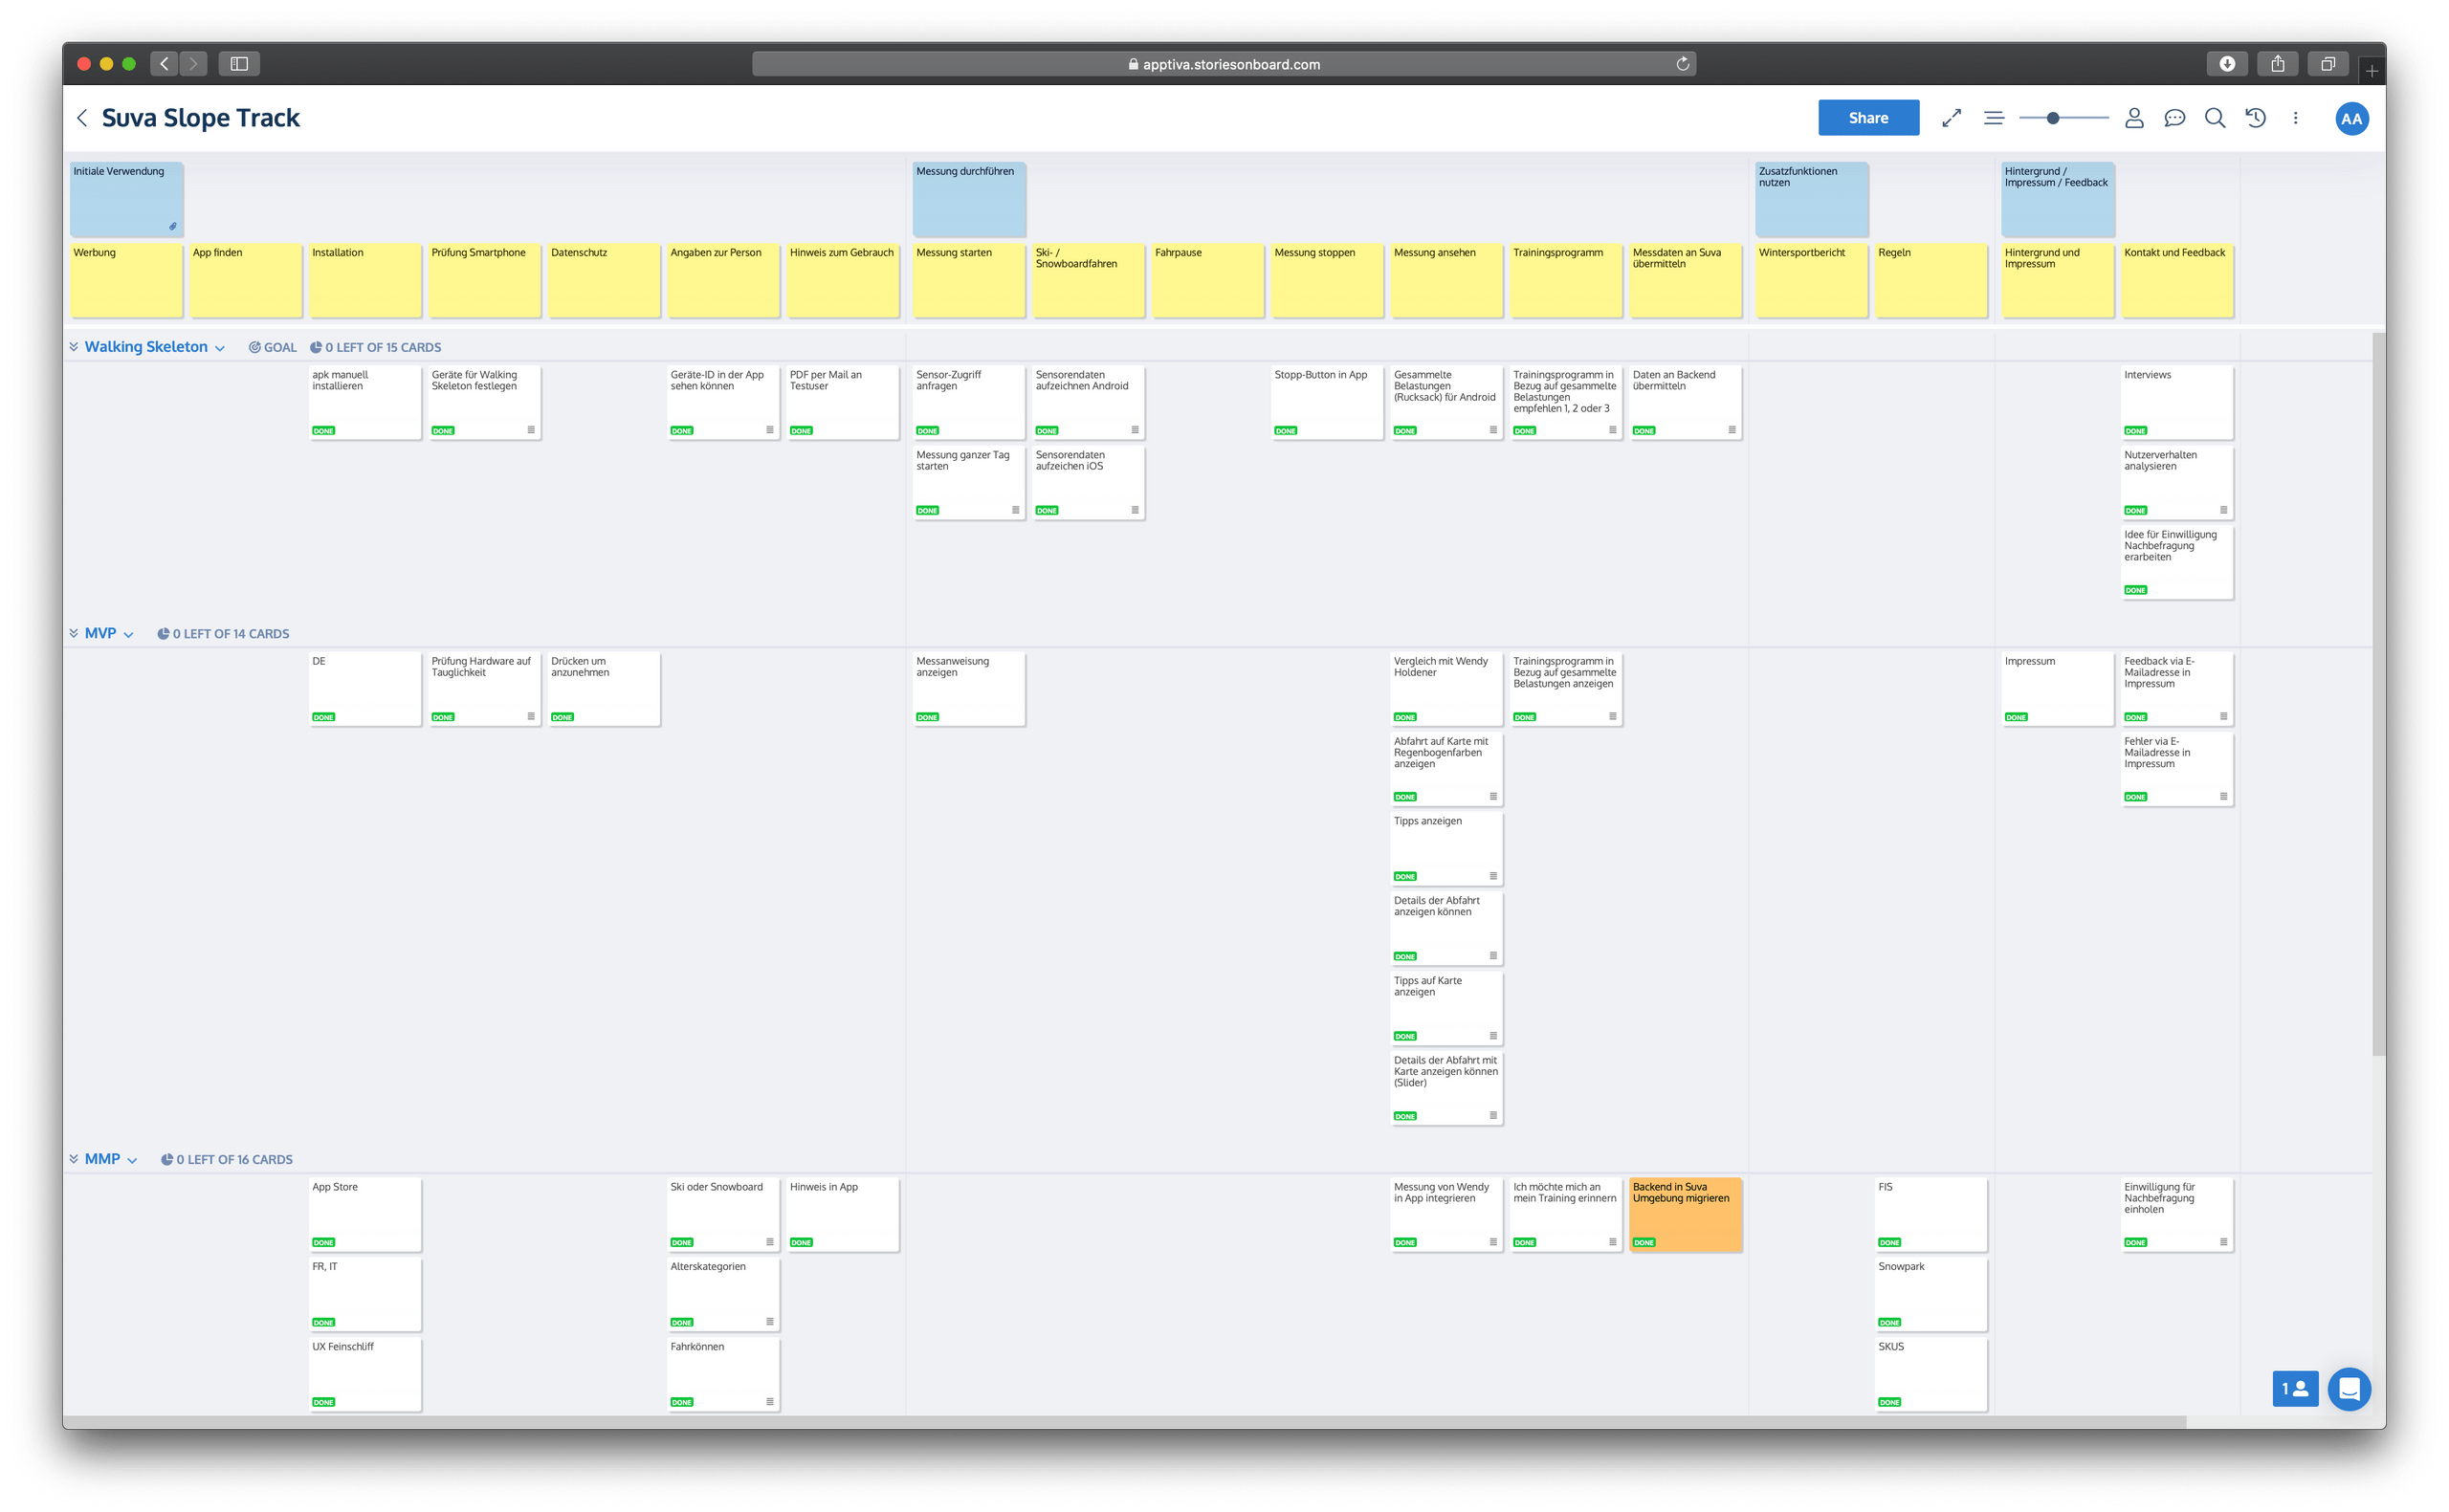 apptiva.storiesonboard.com
Suva Slope Track
Share
AA
Initiale Verwendung
Messung durchführen
Zusatzfunktionen
nutzen
Hintergrund /
Impressum / Feedback
Werbung
App finden
Installation
Prüfung Smartphone
Datenschutz
Angaben zur Person
Hinweis zum Gebrauch
Messung starten
Ski- /
Snowboardfahren
Fahrpause
Messung stoppen
Messung ansehen
Trainingsprogramm
Messdaten an Suva
übermitteln
Wintersportbericht
Regeln
Hintergrund und
Impressum
Kontakt und Feedback
Walking Skeleton
GOAL
0 LEFT OF 15 CARDS
apk manuell
installieren
DONE
Geräte für Walking
Skeleton festlegen
DONE
Geräte-ID in der App
sehen können
DONE
PDF per Mail an
Testuser
DONE
Sensor-Zugriff
anfragen
DONE
Sensorendaten
aufzeichnen Android
DONE
Stopp-Button in App
DONE
Gesammelte
Belastungen
(Rucksack) für Android
DONE
Trainingsprogramm in
Bezug auf gesammelte
Belastungen
empfehlen 1, 2 oder 3
DONE
Daten an Backend
übermitteln
DONE
Interviews
DONE
Messung ganzer Tag
starten
DONE
Sensorendaten
aufzeichen iOS
DONE
Nutzerverhalten
analysieren
DONE
Idee für Einwilligung
Nachbefragung
erarbeiten
DONE
MVP
0 LEFT OF 14 CARDS
DE
DONE
Prüfung Hardware auf
Tauglichkeit
DONE
Drücken um
anzunehmen
DONE
Messanweisung
anzeigen
DONE
Vergleich mit Wendy
Holdener
DONE
Trainingsprogramm in
Bezug auf gesammelte
Belastungen anzeigen
DONE
Impressum
DONE
Feedback via E-
Mailadresse in
Impressum
DONE
Abfahrt auf Karte mit
Regenbogenfarben
anzeigen
DONE
Fehler via E-
Mailadresse in
Impressum
DONE
Tipps anzeigen
DONE
Details der Abfahrt
anzeigen können
DONE
Tipps auf Karte
anzeigen
DONE
Details der Abfahrt mit
Karte anzeigen können
(Slider)
DONE
MMP
0 LEFT OF 16 CARDS
App Store
DONE
Ski oder Snowboard
DONE
Hinweis in App
DONE
Messung von Wendy
in App integrieren
DONE
Ich möchte mich an
mein Training erinnern
DONE
Backend in Suva
Umgebung migrieren
DONE
FIS
DONE
Einwilligung für
Nachbefragung
einholen
DONE
FR, IT
DONE
Alterskategorien
DONE
Snowpark
DONE
UX Feinschliff
DONE
Fahrkönnen
DONE
SKUS
DONE
1